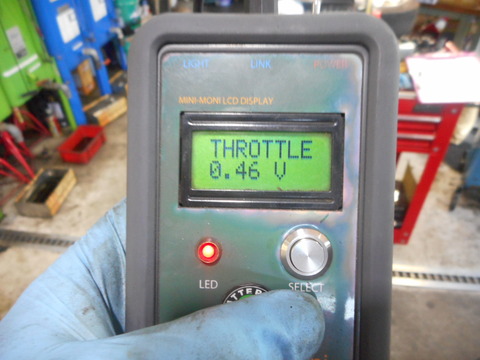 LIGHT LINK POWER
MINI-MONI LCD DISPLAY
THROTTLE
0.46 V
LED
SELECT